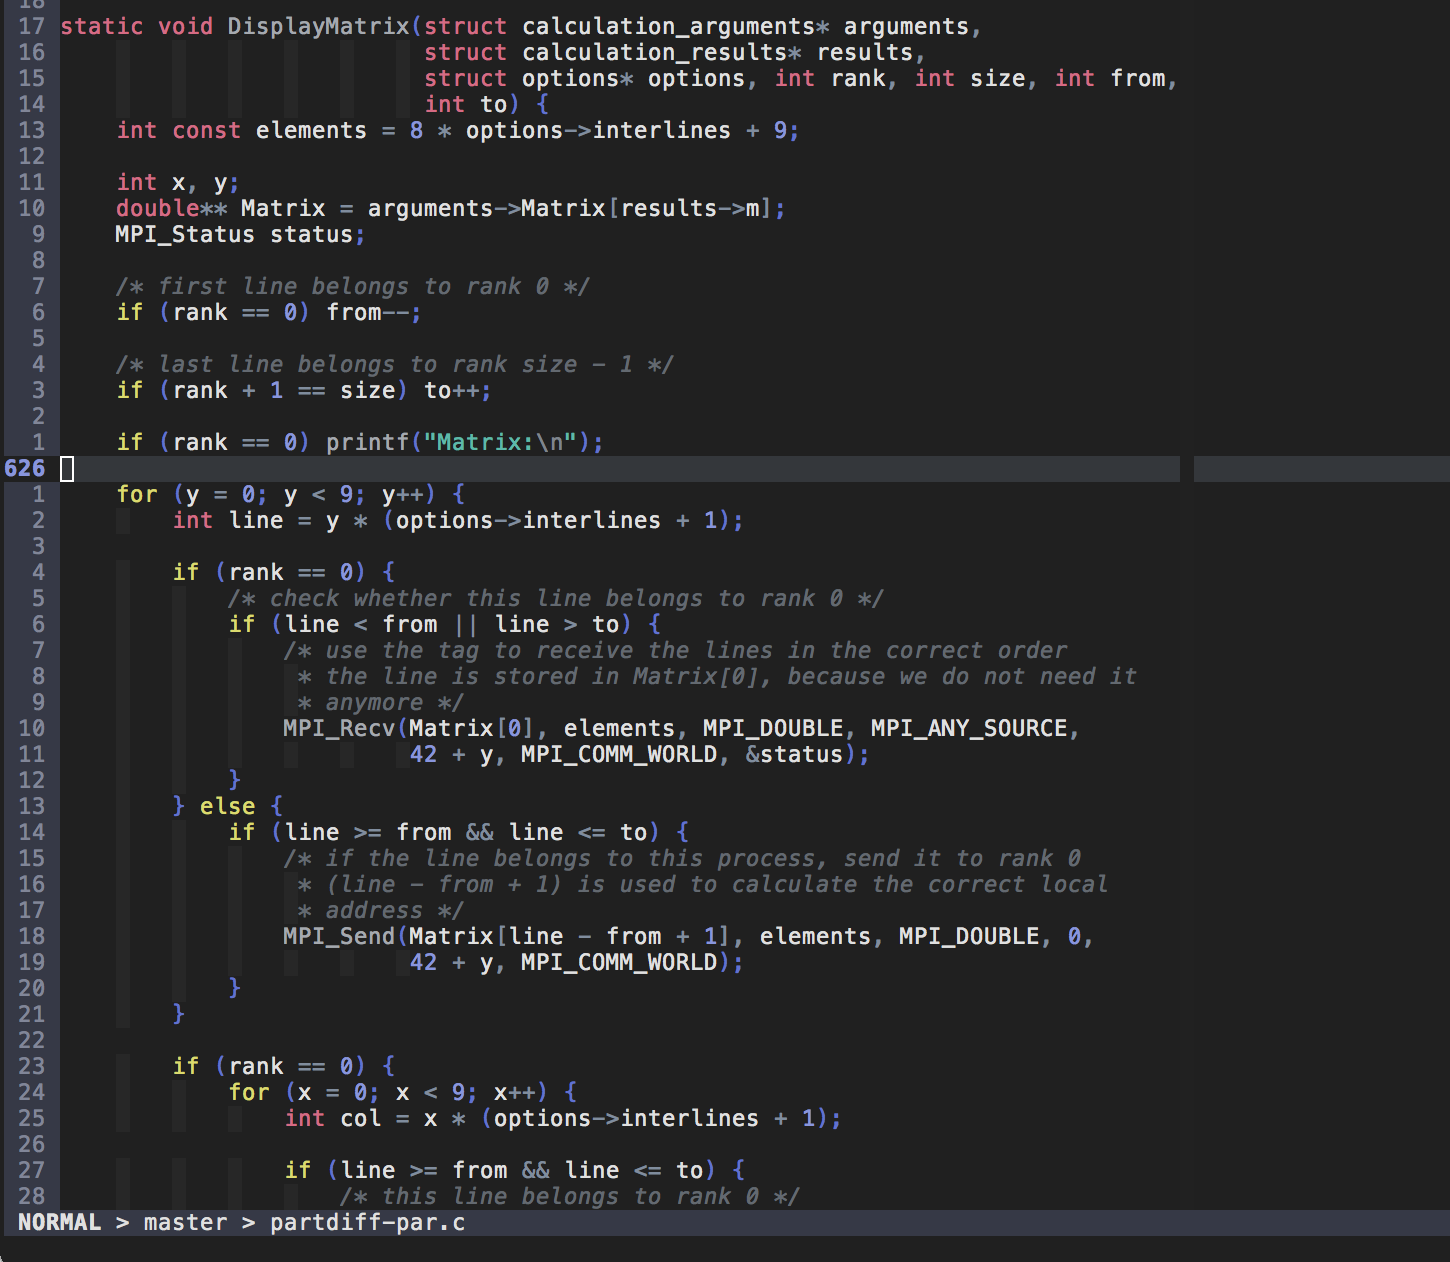 18
17 static void DisplayMatrix(struct calculation_arguments* arguments,
16                           struct calculation_results* results,
15                           struct options* options, int rank, int size, int from,
14                           int to) {
13     int const elements = 8 * options->interlines + 9;
12
11     int x, y;
10     double** Matrix = arguments->Matrix[results->m];
9     MPI_Status status;
8
7     /* first line belongs to rank 0 */
6     if (rank == 0) from--;
5
4     /* last line belongs to rank size - 1 */
3     if (rank + 1 == size) to++;
2
1     if (rank == 0) printf("Matrix:\n");
626
1     for (y = 0; y < 9; y++) {
2         int line = y * (options->interlines + 1);
3
4         if (rank == 0) {
5             /* check whether this line belongs to rank 0 */
6             if (line < from || line > to) {
7                 /* use the tag to receive the lines in the correct order
8                  * the line is stored in Matrix[0], because we do not need it
9                  * anymore */
10                 MPI_Recv(Matrix[0], elements, MPI_DOUBLE, MPI_ANY_SOURCE,
11                          42 + y, MPI_COMM_WORLD, &status);
12             }
13         } else {
14             if (line >= from && line <= to) {
15                 /* if the line belongs to this process, send it to rank 0
16                  * (line - from + 1) is used to calculate the correct local
17                  * address */
18                 MPI_Send(Matrix[line - from + 1], elements, MPI_DOUBLE, 0,
19                          42 + y, MPI_COMM_WORLD);
20             }
21         }
22
23         if (rank == 0) {
24             for (x = 0; x < 9; x++) {
25                 int col = x * (options->interlines + 1);
26
27                 if (line >= from && line <= to) {
28                     /* this line belongs to rank 0 */
NORMAL > master > partdiff-par.c